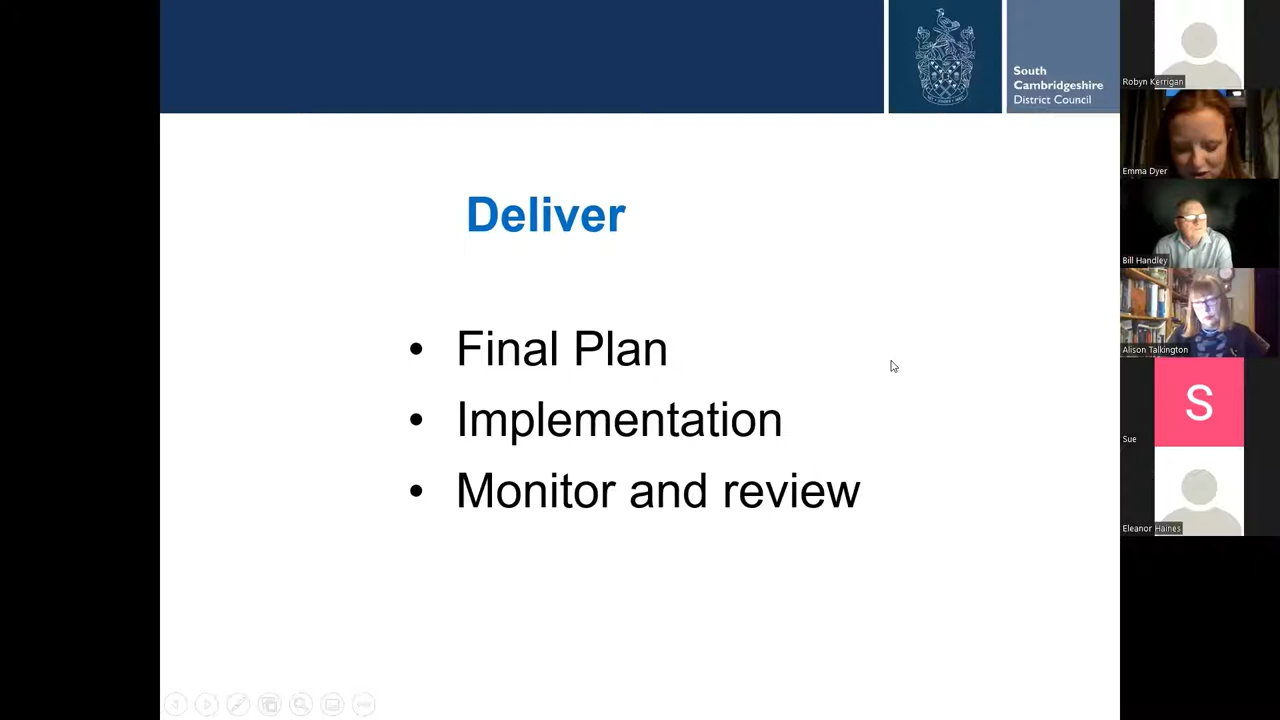 South
Cambridgeshire
District Council
Deliver
• Final Plan
• Implementation
• Monitor and review
Robyn Kerrigan
Emma Dyer
Bill Handley
Alison Talkington
S
Sue
Eleanor Haines